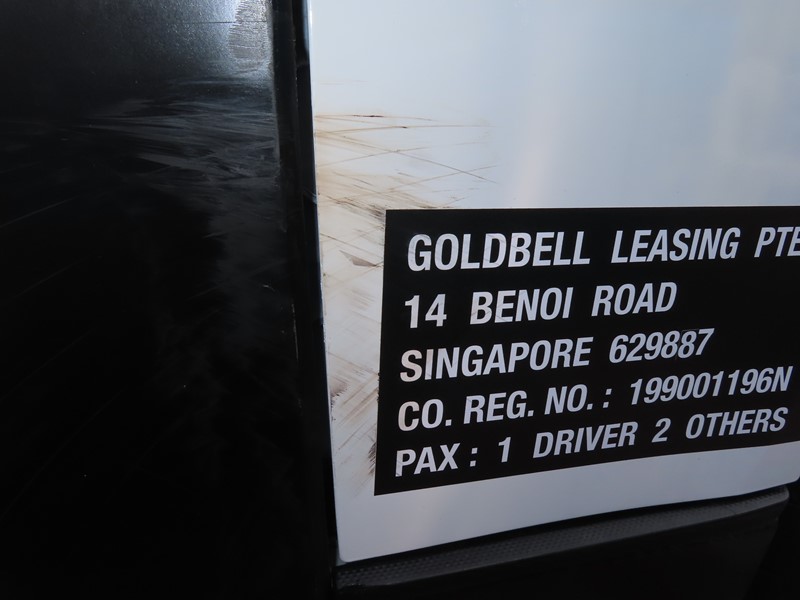 GOLDBELL LEASING PTE
14 BENOI ROAD
SINGAPORE 629887
CO. REG. NO. : 199001196N
PAX : 1 DRIVER 2 OTHERS